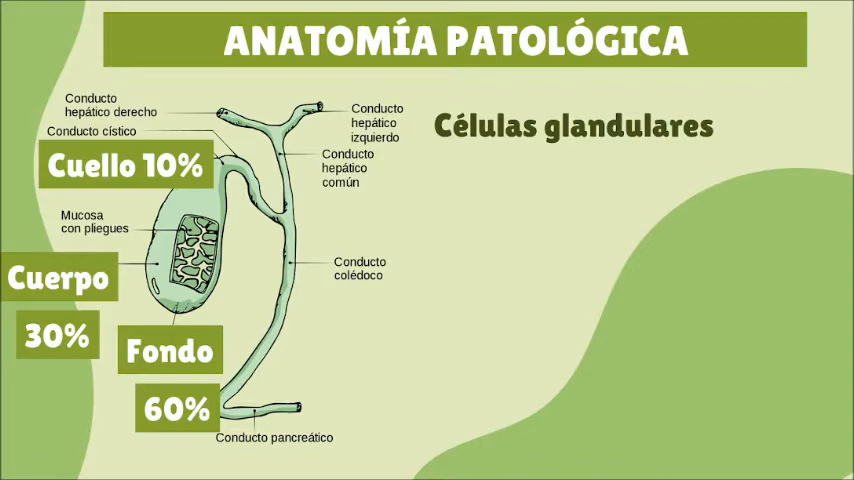 ANATOMÍA PATOLÓGICA
Conducto
hepático derecho
Conducto cístico
Cuello 10%
Mucosa
con pliegues
Cuerpo
30%
Fondo
60%
Conducto
hepático
izquierdo
Conducto
hepático
común
Conducto
colédoco
Conducto pancreático
Células glandulares